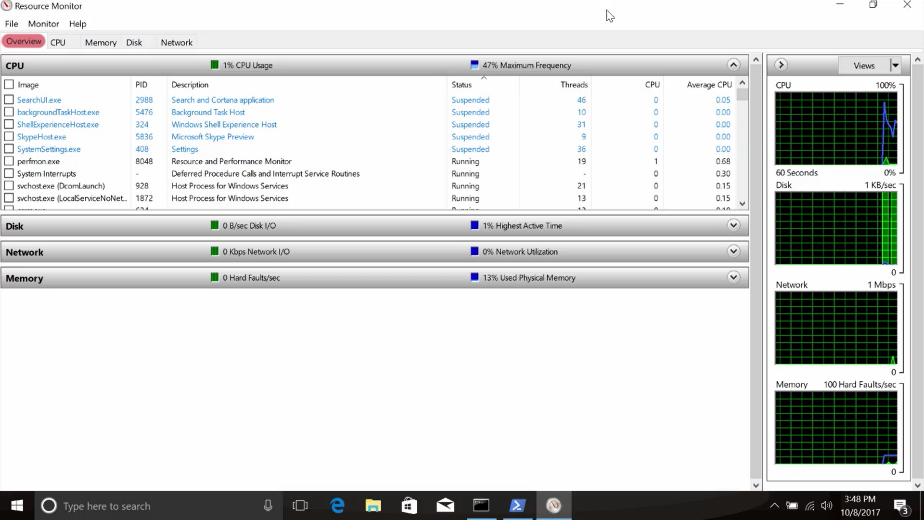 Resource Monitor
File Monitor Help
Overview CPU Memory Disk Network
CPU 1% CPU Usage 47% Maximum Frequency
Image PID Description Status Threads CPU Average CPU
SearchUI.exe 2988 Search and Cortana application Suspended 46 0 0.05
backgroundTaskHost.exe 5476 Background Task Host Suspended 10 0 0.00
ShellExperienceHost.exe 324 Windows Shell Experience Host Suspended 31 0 0.00
SkypeHost.exe 5836 Microsoft Skype Preview Suspended 9 0 0.00
SystemSettings.exe 408 Settings Suspended 36 0 0.00
perfmon.exe 8048 Resource and Performance Monitor Running 19 1 0.68
System Interrupts - Deferred Procedure Calls and Interrupt Service Routines Running - 0 0.30
svchost.exe (DcomLaunch) 928 Host Process for Windows Services Running 21 0 0.15
svchost.exe (LocalServiceNoNet... 1872 Host Process for Windows Services Running 13 0 0.15
Disk 0 B/sec Disk I/O 1% Highest Active Time
Network 0 Kbps Network I/O 0% Network Utilization
Memory 0 Hard Faults/sec 13% Used Physical Memory
Views
CPU 100%
60 Seconds 0%
Disk 1 KB/sec
0
Network 1 Mbps
0
Memory 100 Hard Faults/sec
0
Type here to search
3:48 PM
10/8/2017
3